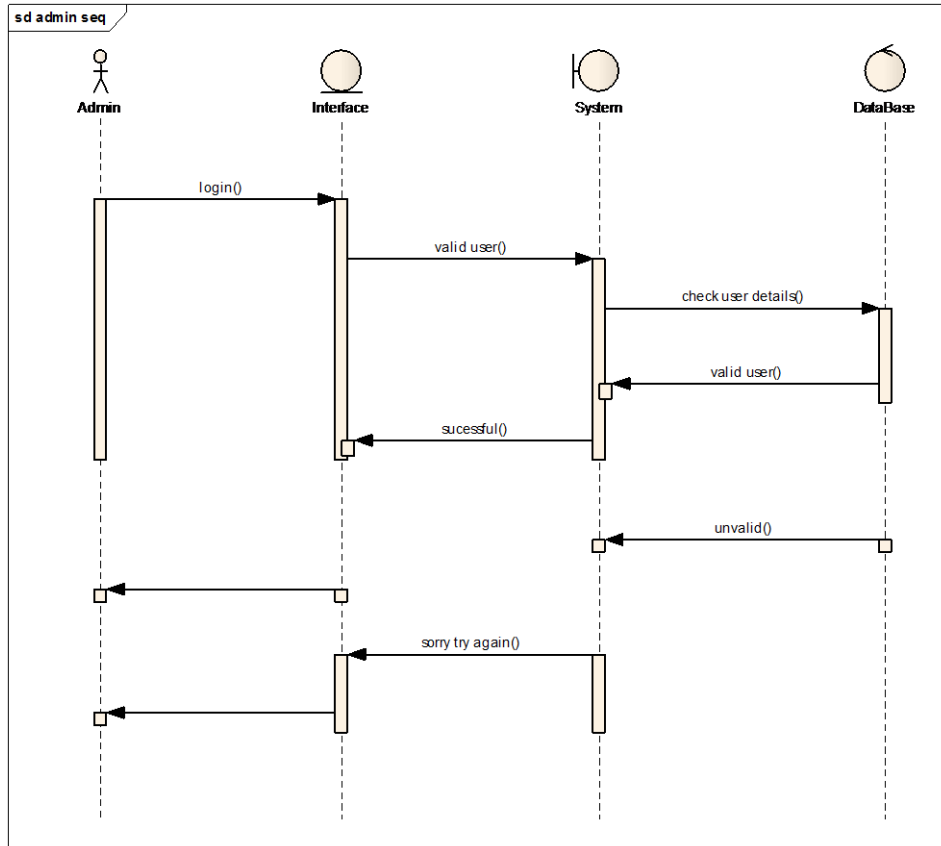 sd admin seq
Admin
Interface
System
DataBase
login()
valid user()
check user details()
valid user()
sucessful()
unvalid()
sorry try again()